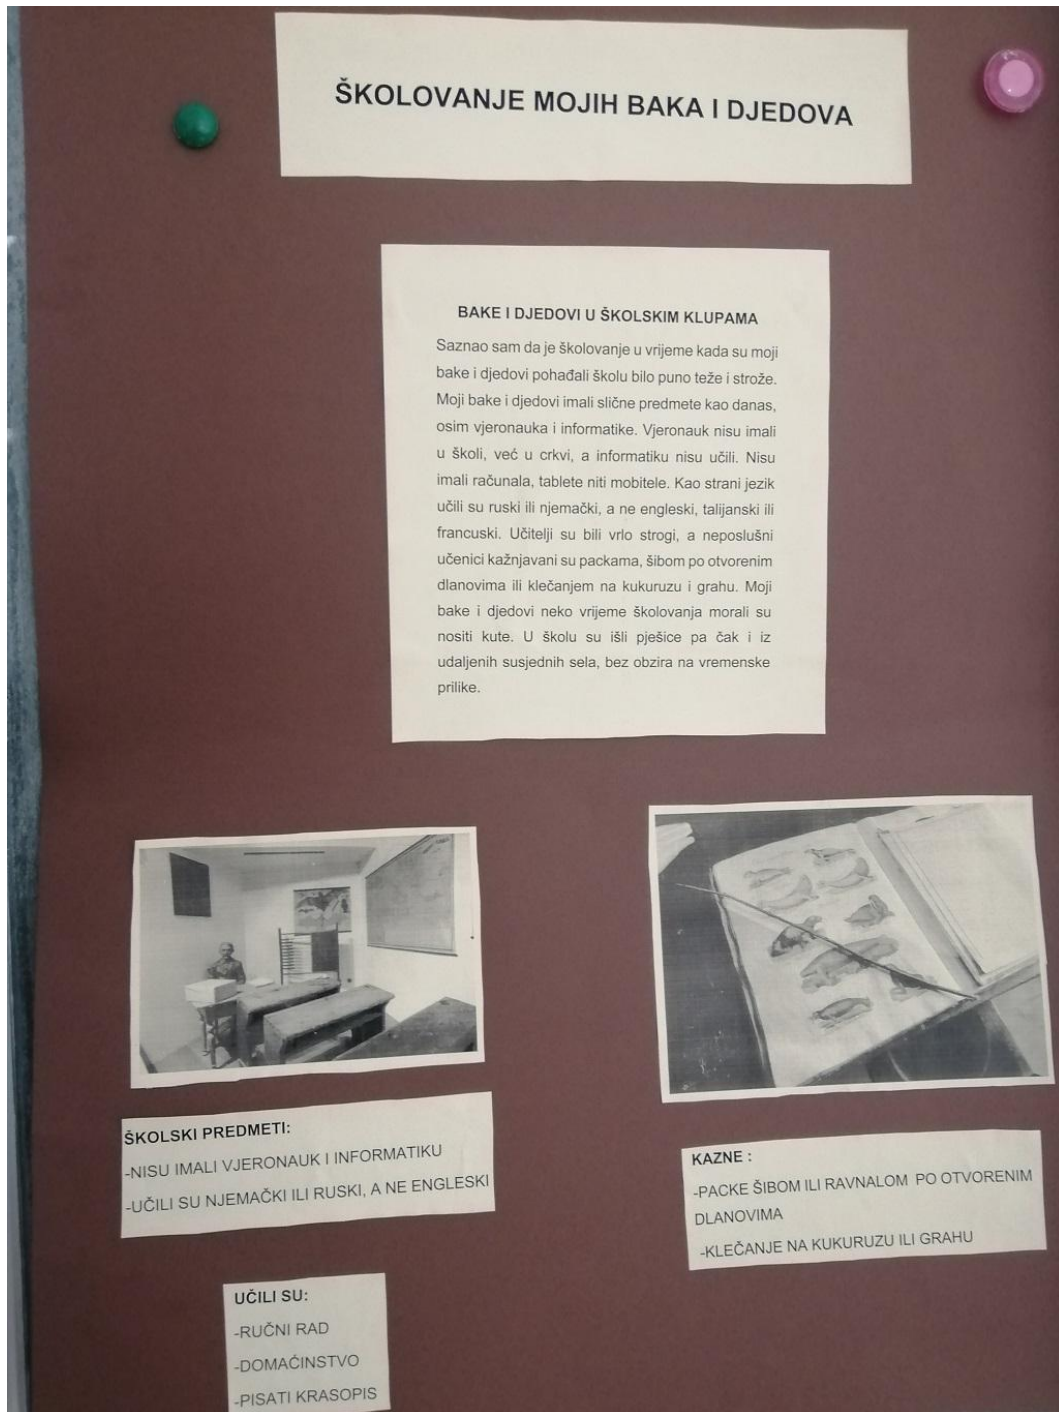 ŠKOLOVANJE MOJIH BAKA I DJEDOVA
BAKE I DJEDOVI U ŠKOLSKIM KLUPAMA
Saznao sam da je školovanje u vrijeme kada su moji
bake i djedovi pohađali školu bilo puno teže i strože.
Moji bake i djedovi imali slične predmete kao danas,
osim vjeronauka i informatike. Vjeronauk nisu imali
u školi, već u crkvi, a informatiku nisu učili. Nisu
imali računala, tablete niti mobitele. Kao strani jezik
učili su ruski ili njemački, a ne engleski, talijanski ili
francuski. Učitelji su bili vrlo strogi, a neposlušni
učenici kažnjavani su packama, šibom po otvorenim
dlanovima ili klečanjem na kukuruzu i grahu. Moji
bake i djedovi neko vrijeme školovanja morali su
nositi kute. U školu su išli pješice pa čak i iz
udaljenih susjednih sela, bez obzira na vremenske
prilike.
ŠKOLSKI PREDMETI:
-NISU IMALI VJERONAUK I INFORMATIKU
-UČILI SU NJEMAČKI ILI RUSKI, A NE ENGLESKI
KAZNE :
-PACKE ŠIBOM ILI RAVNALOM PO OTVORENIM
DLANOVIMA
-KLEČANJE NA KUKURUZU ILI GRAHU
UČILI SU:
-RUČNI RAD
-DOMAĆINSTVO
-PISATI KRASOPIS